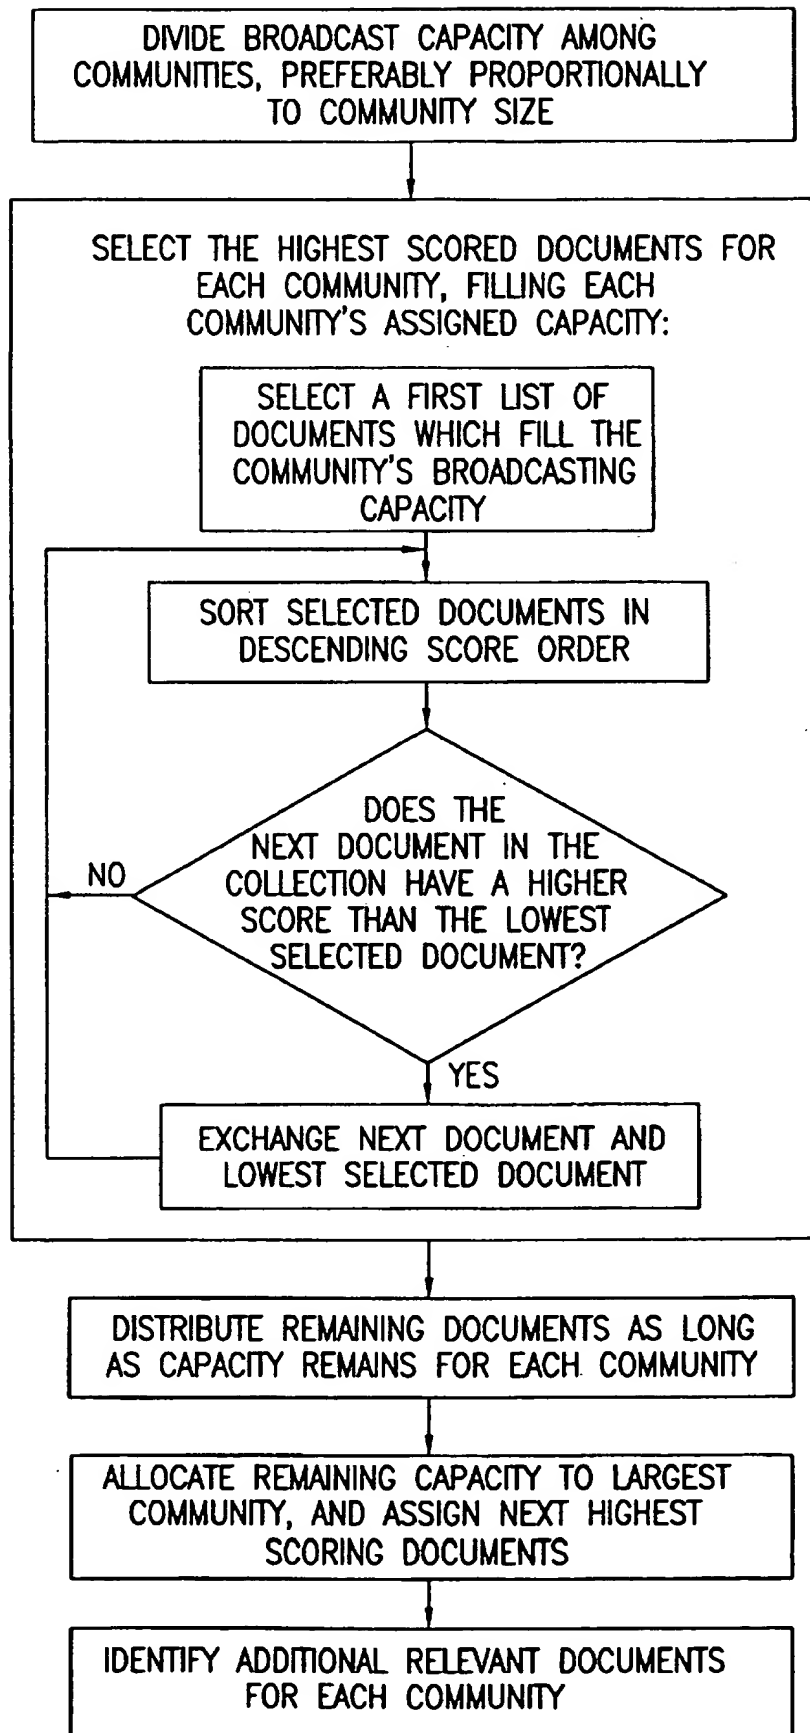 DIVIDE BROADCAST CAPACITY AMONG
COMMUNITIES, PREFERABLY PROPORTIONALLY
TO COMMUNITY SIZE
SELECT THE HIGHEST SCORED DOCUMENTS FOR
EACH COMMUNITY, FILLING EACH
COMMUNITY'S ASSIGNED CAPACITY:
SELECT A FIRST LIST OF
DOCUMENTS WHICH FILL THE
COMMUNITY'S BROADCASTING
CAPACITY
SORT SELECTED DOCUMENTS IN
DESCENDING SCORE ORDER
DOES THE
NEXT DOCUMENT IN THE
COLLECTION HAVE A HIGHER
SCORE THAN THE LOWEST
SELECTED DOCUMENT?
NO
YES
EXCHANGE NEXT DOCUMENT AND
LOWEST SELECTED DOCUMENT
DISTRIBUTE REMAINING DOCUMENTS AS LONG
AS CAPACITY REMAINS FOR EACH COMMUNITY
ALLOCATE REMAINING CAPACITY TO LARGEST
COMMUNITY, AND ASSIGN NEXT HIGHEST
SCORING DOCUMENTS
IDENTIFY ADDITIONAL RELEVANT DOCUMENTS
FOR EACH COMMUNITY